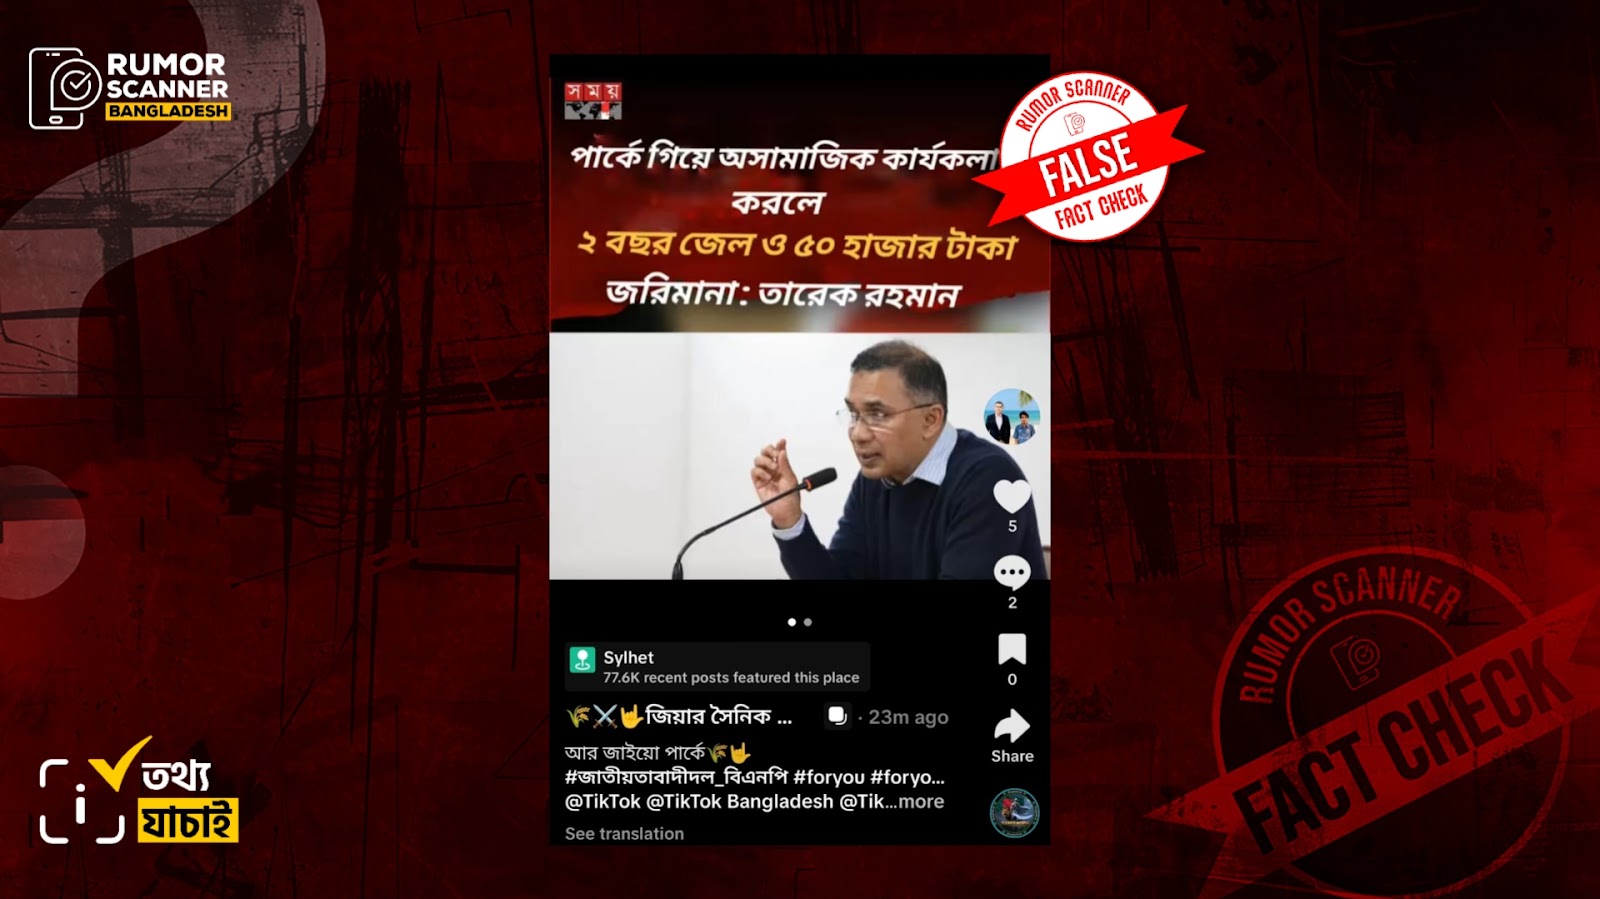 RUMOR
SCANNER
BANGLADESH
সময়
পার্কে গিয়ে অসামাজিক কার্যকলা
করলে
২ বছর জেল ও ৫০ হাজার টাকা
জরিমানা : তারেক রহমান
RUMOR SCANNER
FALSE
FACT CHECK
5
2
0
Share
Sylhet
77.6K recent posts featured this place
জিয়ার সৈনিক ...
· 23m ago
আর জাইয়ো পার্কে
#জাতীয়তাবাদীদল_বিএনপি #foryou #foryo...
@TikTok @TikTok Bangladesh @Tik...more
See translation
তথ্য
যাচাই
RUMOR SCANNER
FACT CHECK